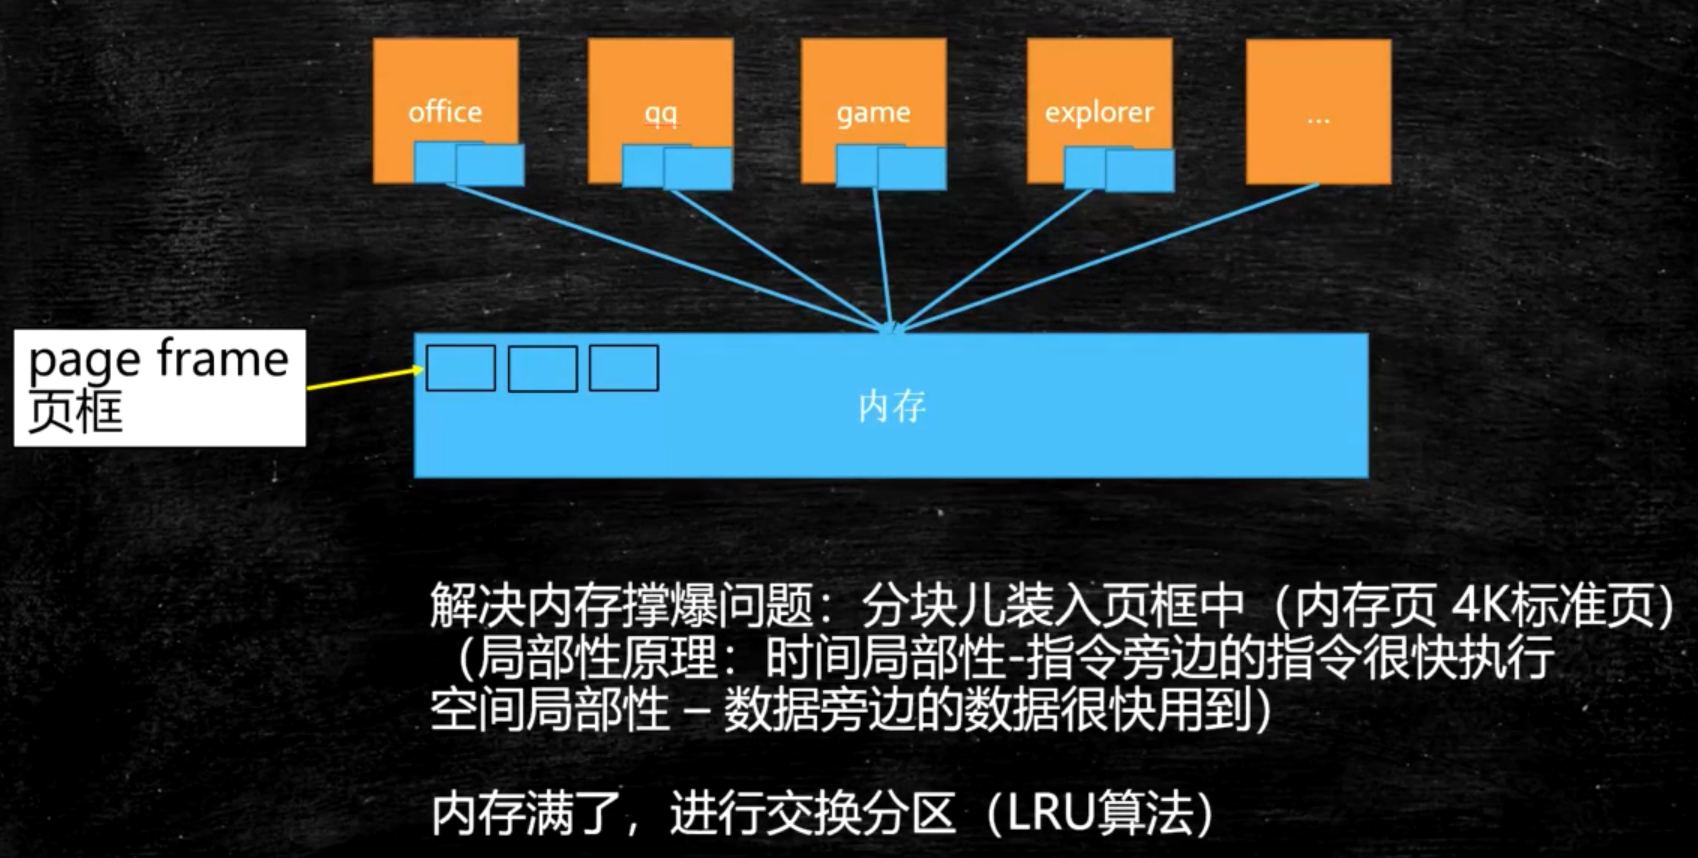 office
qq
game
explorer
...
page frame
页框
内存
解决内存撑爆问题：分块儿装入页框中（内存页 4K标准页）
（局部性原理：时间局部性-指令旁边的指令很快执行
空间局部性 – 数据旁边的数据很快用到）
内存满了，进行交换分区（LRU算法）